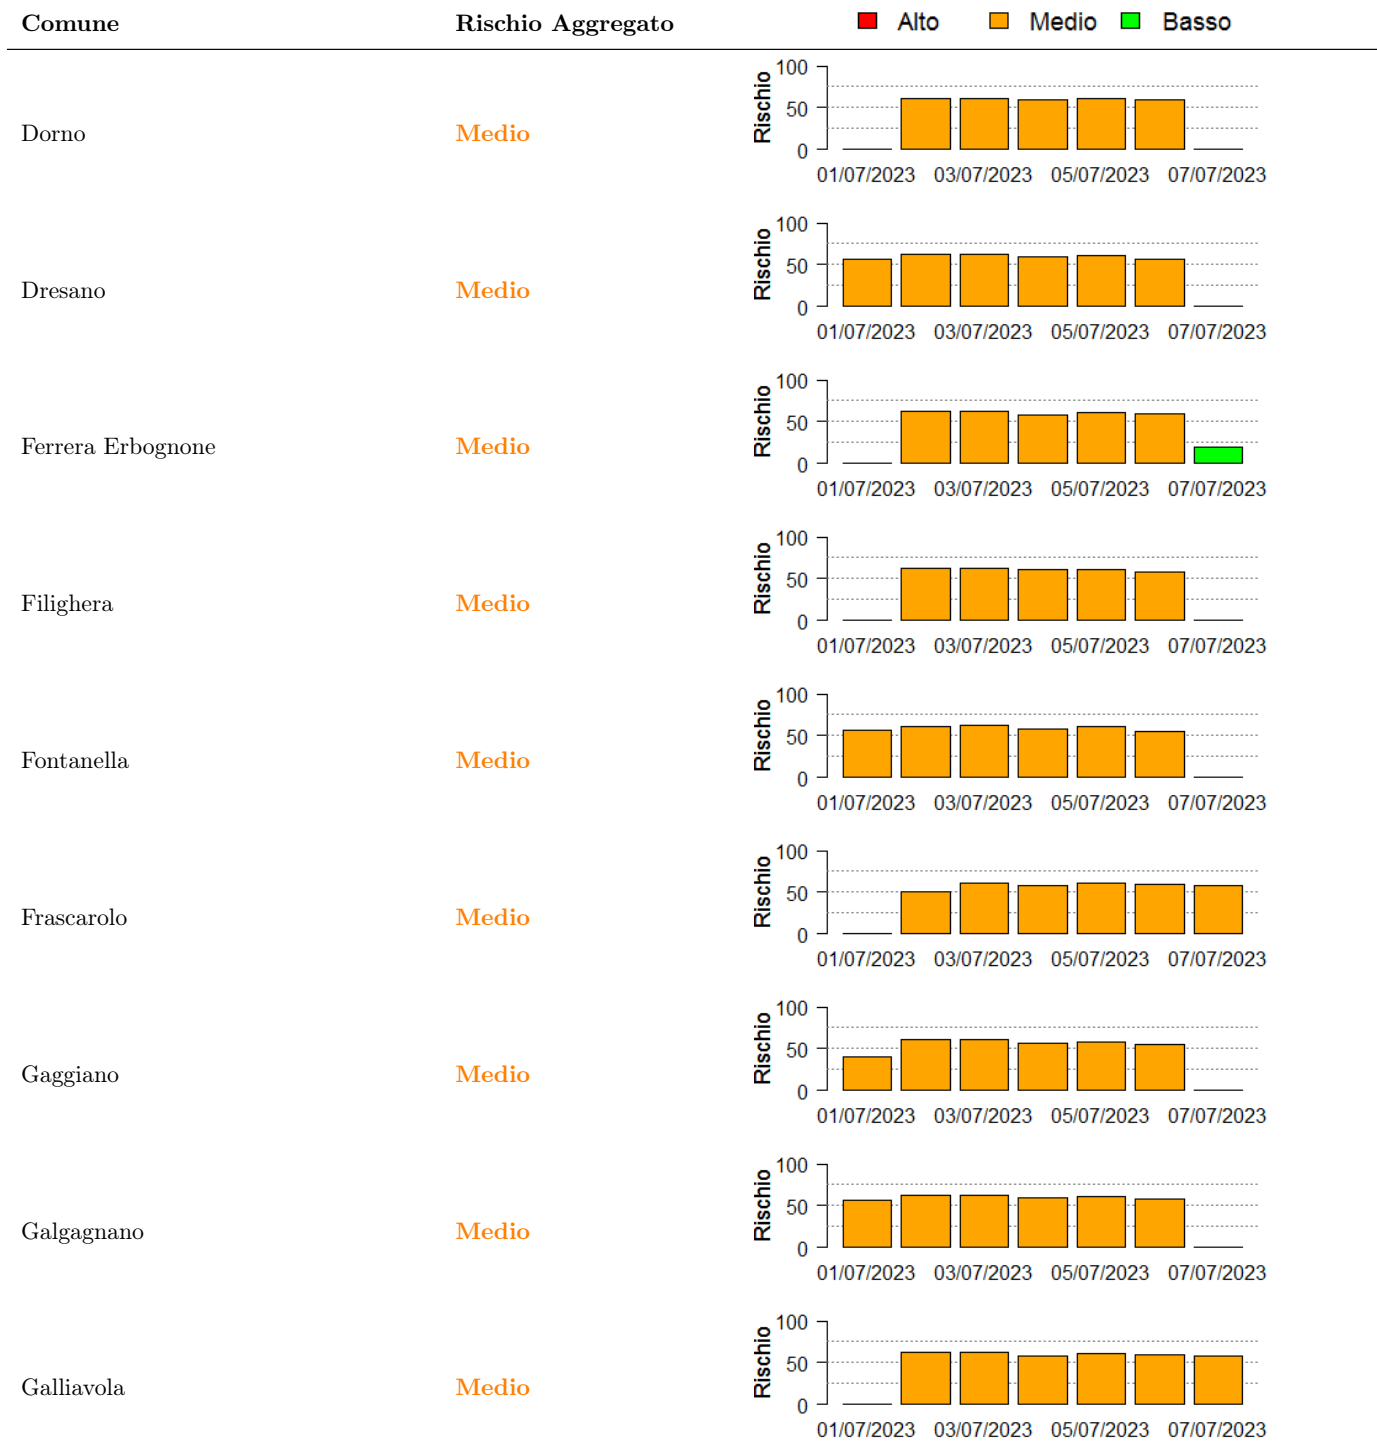 Comune Rischio Aggregato Alto Medio Basso
Dorno Medio
Rischio
100
50
0
01/07/2023 03/07/2023 05/07/2023 07/07/2023
Dresano Medio
Rischio
100
50
0
01/07/2023 03/07/2023 05/07/2023 07/07/2023
Ferrera Erbognone Medio
Rischio
100
50
0
01/07/2023 03/07/2023 05/07/2023 07/07/2023
Filighera Medio
Rischio
100
50
0
01/07/2023 03/07/2023 05/07/2023 07/07/2023
Fontanella Medio
Rischio
100
50
0
01/07/2023 03/07/2023 05/07/2023 07/07/2023
Frascarolo Medio
Rischio
100
50
0
01/07/2023 03/07/2023 05/07/2023 07/07/2023
Gaggiano Medio
Rischio
100
50
0
01/07/2023 03/07/2023 05/07/2023 07/07/2023
Galgagnano Medio
Rischio
100
50
0
01/07/2023 03/07/2023 05/07/2023 07/07/2023
Galliavola Medio
Rischio
100
50
0
01/07/2023 03/07/2023 05/07/2023 07/07/2023